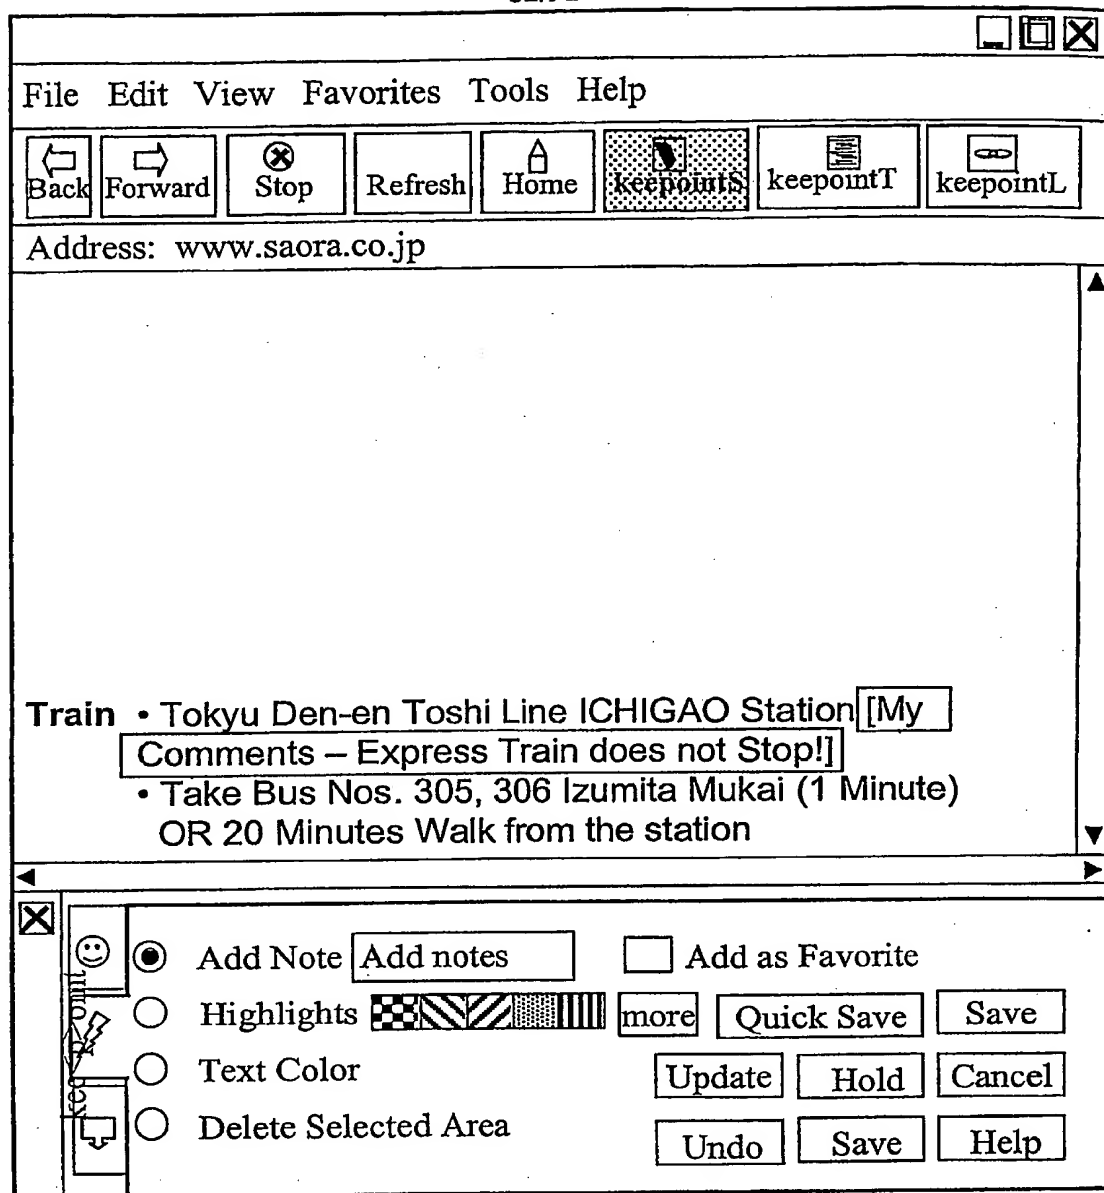 File Edit View Favorites Tools Help
Back Forward Stop Refresh Home keepointS keepointT keepointL
Address: www.saora.co.jp
Train • Tokyu Den-en Toshi Line ICHIGAO Station [My
Comments – Express Train does not Stop!]
• Take Bus Nos. 305, 306 Izumita Mukai (1 Minute)
OR 20 Minutes Walk from the station
Add Note Add notes Add as Favorite
Highlights more Quick Save Save
Text Color Update Hold Cancel
Delete Selected Area Undo Save Help